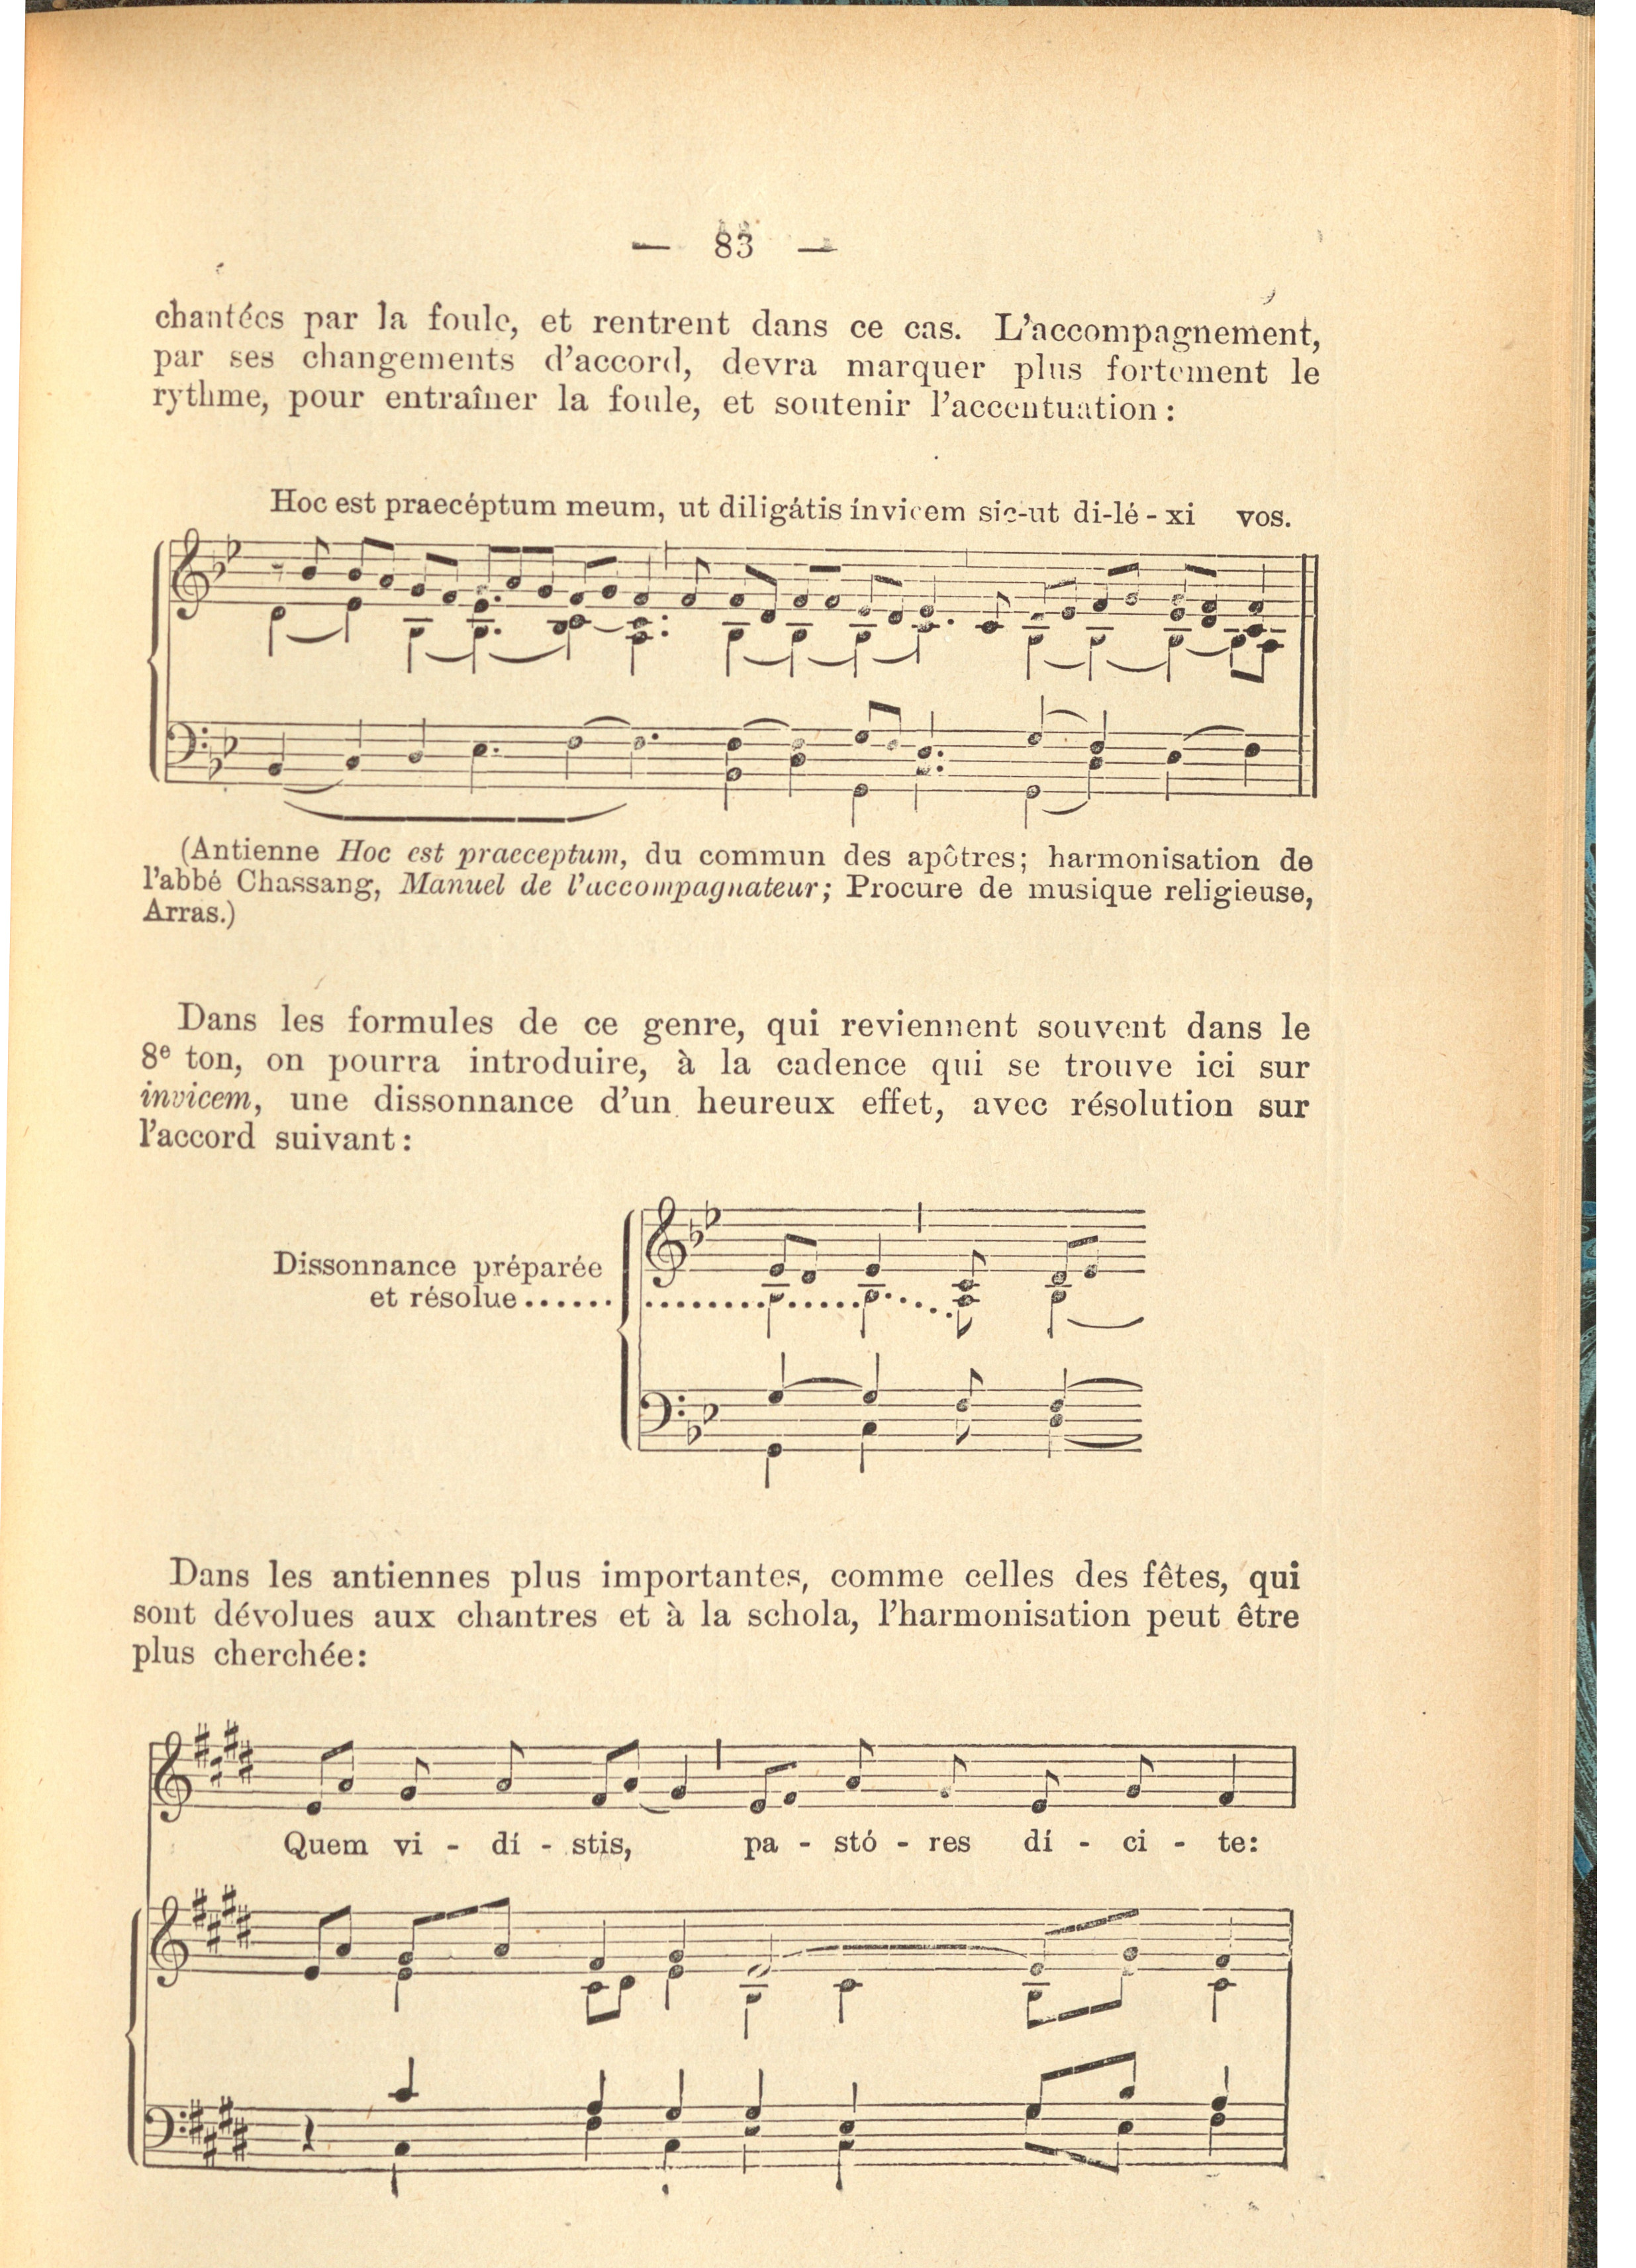 — 83 —
chantées par la foule, et rentrent dans ce cas. L'accompagnement,
par ses changements d'accord, devra marquer plus fortement le
rythme, pour entraîner la foule, et soutenir l'accentuation :
Hoc est praecéptum meum, ut diligátis ínvicem sic-ut di-lé - xi vos.
(Antienne Hoc est praeceptum, du commun des apôtres; harmonisation de
l'abbé Chassang, Manuel de l'accompagnateur; Procure de musique religieuse,
Arras.)
Dans les formules de ce genre, qui reviennent souvent dans le
8e ton, on pourra introduire, à la cadence qui se trouve ici sur
invicem, une dissonnance d'un heureux effet, avec résolution sur
l'accord suivant :
Dissonnance préparée
et résolue......
Dans les antiennes plus importantes, comme celles des fêtes, qui
sont dévolues aux chantres et à la schola, l'harmonisation peut être
plus cherchée :
Quem vi - dí - stis, pa - stó - res dí - ci - te: